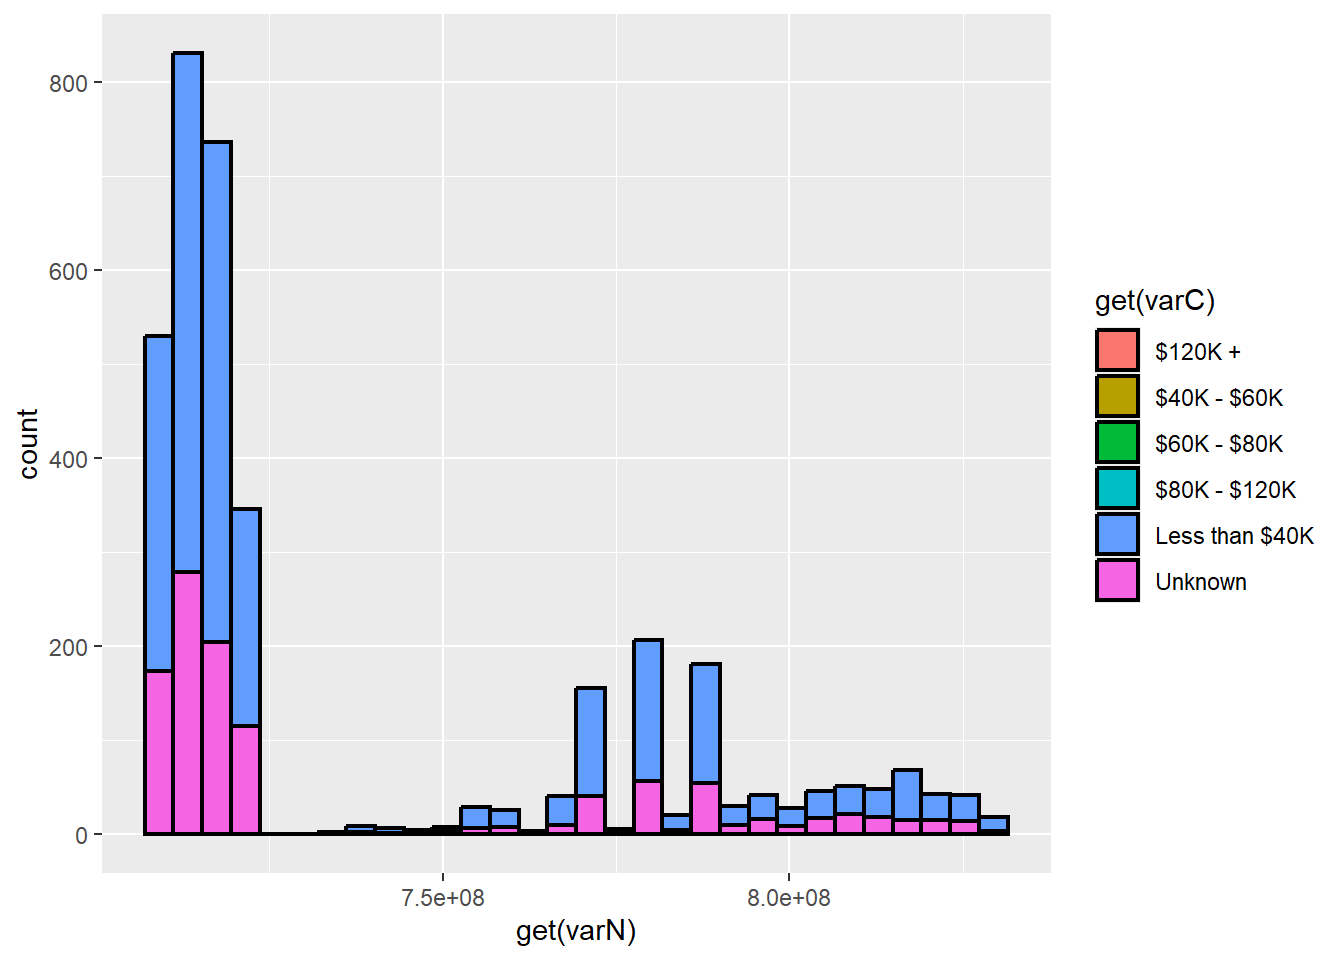 800
600
400
200
0
count
7.5e+08
8.0e+08
get(varN)
get(varC)
$120K +
$40K - $60K
$60K - $80K
$80K - $120K
Less than $40K
Unknown